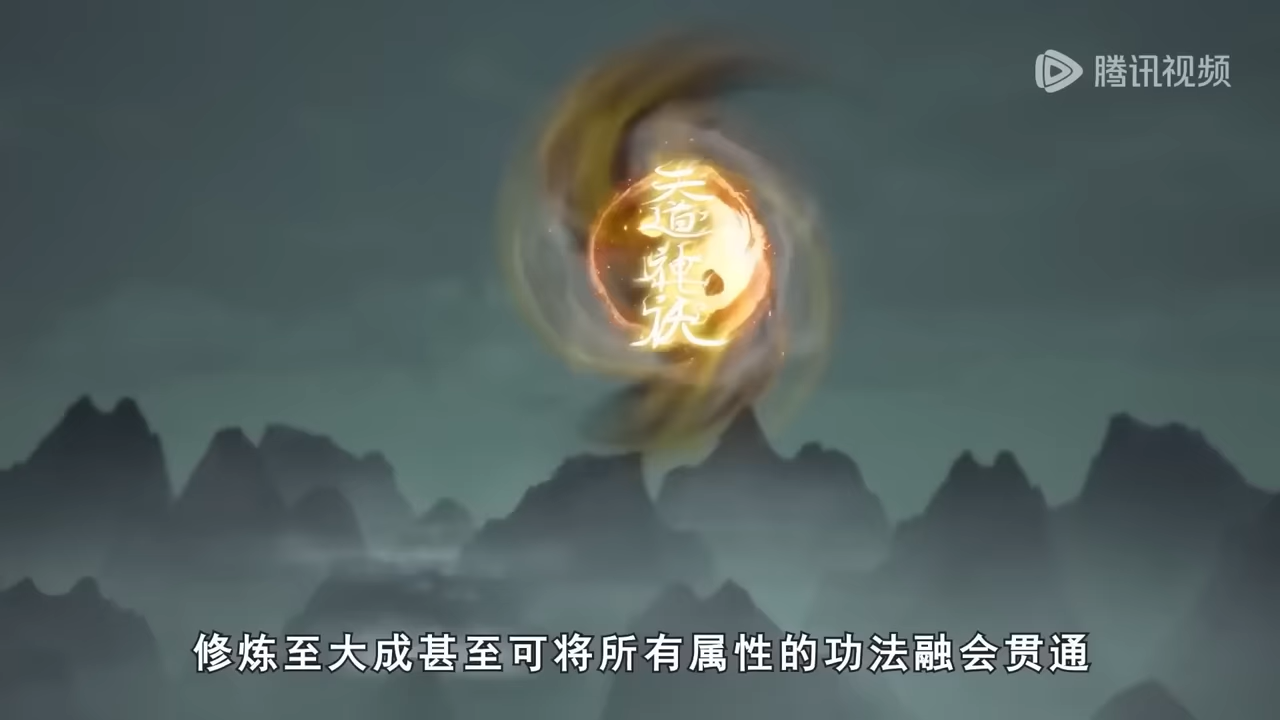 腾讯视频
天道神诀
修炼至大成甚至可将所有属性的功法融会贯通